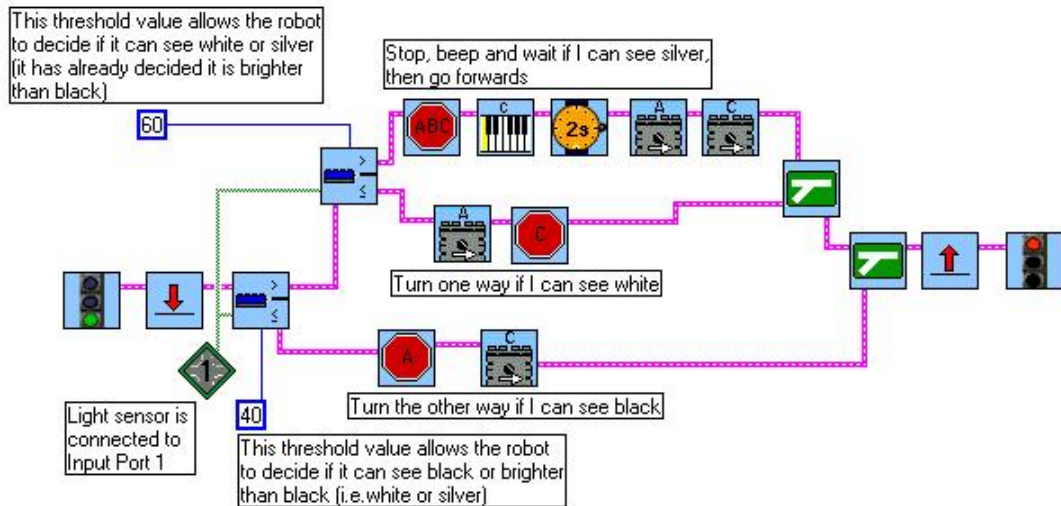 This threshold value allows the robot
to decide if it can see white or silver
(it has already decided it is brighter
than black)
Stop, beep and wait if I can see silver,
then go forwards
60
ABC
C
2s
A
C
>
≤
A
C
Turn one way if I can see white
>
≤
1
A
C
Turn the other way if I can see black
Light sensor is
connected to
Input Port 1
40
This threshold value allows the robot
to decide if it can see black or brighter
than black (i.e.white or silver)